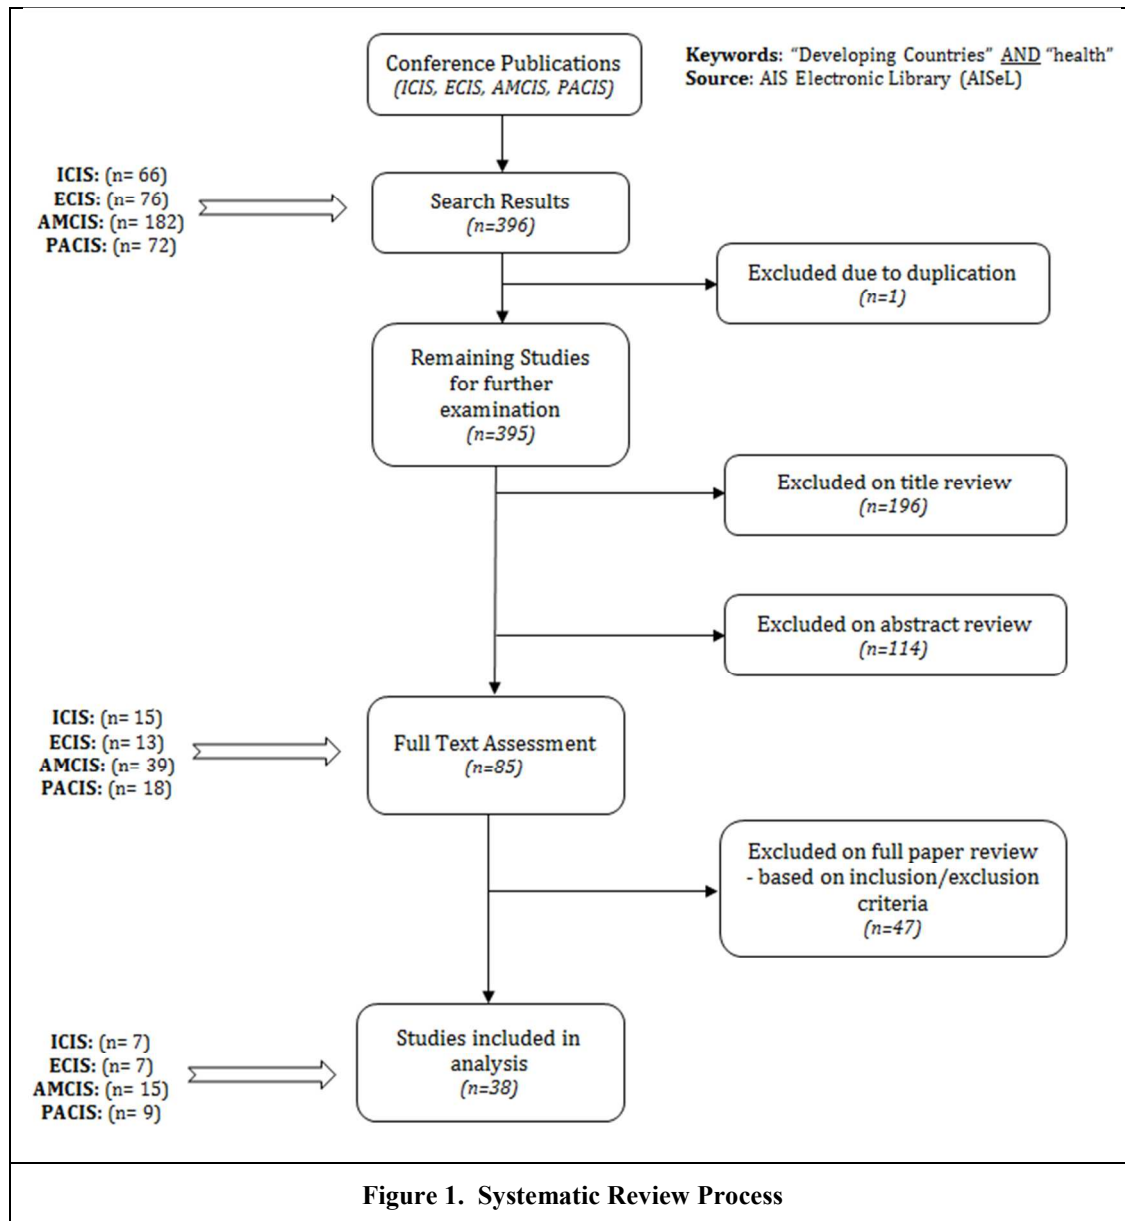 Conference Publications
(ICIS, ECIS, AMCIS, PACIS)
Keywords: “Developing Countries” AND “health”
Source: AIS Electronic Library (AISeL)
ICIS: (n= 66)
ECIS: (n= 76)
AMCIS: (n= 182)
PACIS: (n= 72)
Search Results
(n=396)
Excluded due to duplication
(n=1)
Remaining Studies
for further
examination
(n=395)
Excluded on title review
(n=196)
Excluded on abstract review
(n=114)
ICIS: (n= 15)
ECIS: (n= 13)
AMCIS: (n= 39)
PACIS: (n= 18)
Full Text Assessment
(n=85)
Excluded on full paper review
- based on inclusion/exclusion
criteria
(n=47)
ICIS: (n= 7)
ECIS: (n= 7)
AMCIS: (n= 15)
PACIS: (n= 9)
Studies included in
analysis
(n=38)
Figure 1. Systematic Review Process